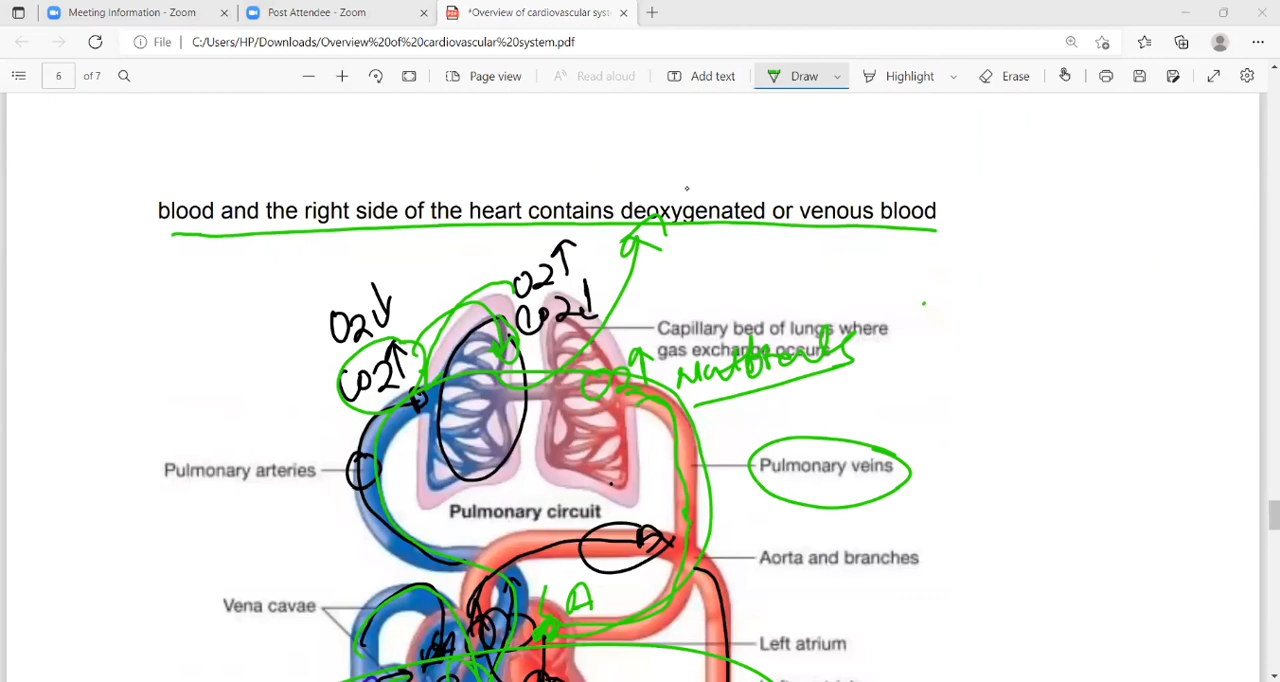 Meeting Information - Zoom
Post Attendee - Zoom
*Overview of cardiovascular syst
File
C:/Users/HP/Downloads/Overview%20of%20cardiovascular%20system.pdf
6 of 7
Page view
Read aloud
Add text
Draw
Highlight
Erase
blood and the right side of the heart contains deoxygenated or venous blood
O2↑
CO2↓
O2↓
CO2↑
Capillary bed of lungs where
gas exchange occurs
O2↑
Pulmonary arteries
Pulmonary veins
Pulmonary circuit
Aorta and branches
Vena cavae
LA
Left atrium